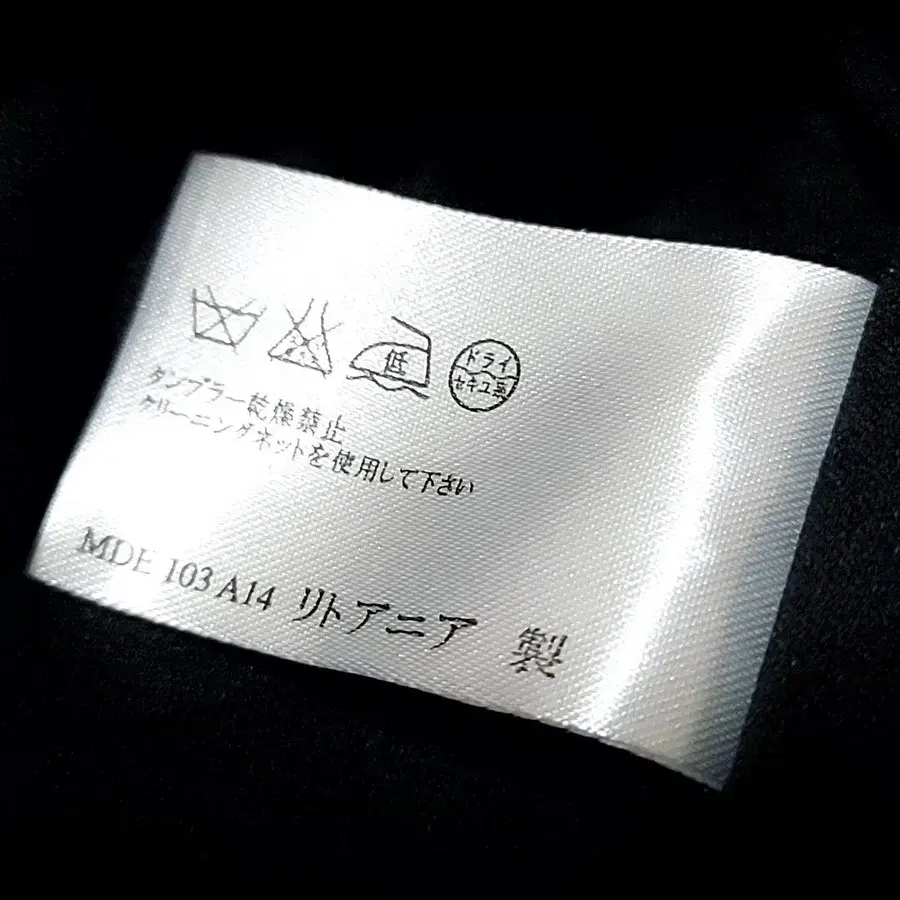 低 ドライ
セキユ系
タンブラー乾燥禁止
クリーニングネットを使用して下さい
MDE 103 A14 リトアニア 製